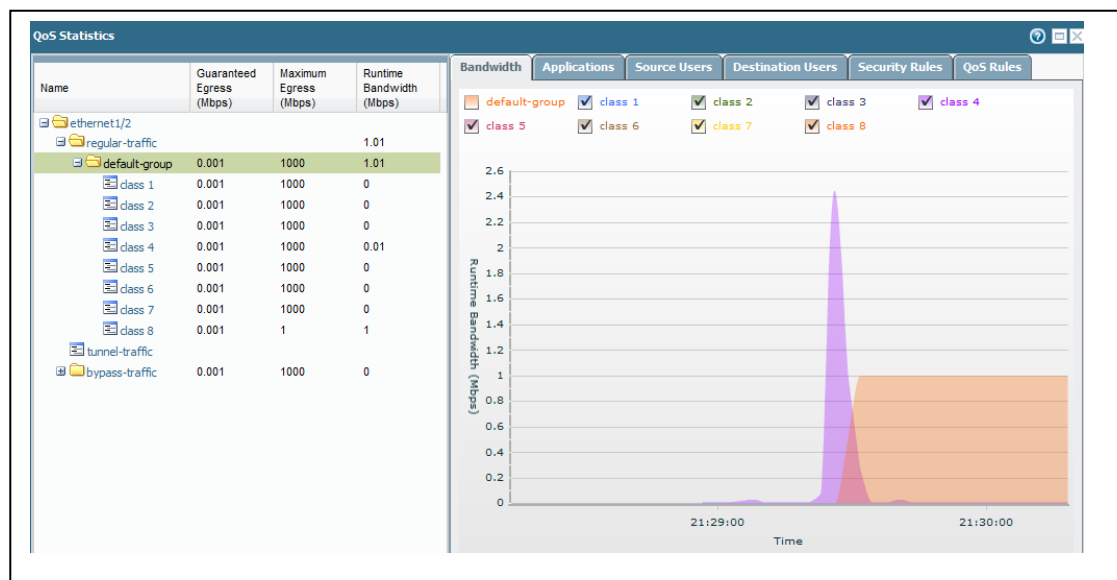 QoS Statistics
Name Guaranteed Egress (Mbps) Maximum Egress (Mbps) Runtime Bandwidth (Mbps)
ethernet1/2
regular-traffic 1.01
default-group 0.001 1000 1.01
class 1 0.001 1000 0
class 2 0.001 1000 0
class 3 0.001 1000 0
class 4 0.001 1000 0.01
class 5 0.001 1000 0
class 6 0.001 1000 0
class 7 0.001 1000 0
class 8 0.001 1 1
tunnel-traffic
bypass-traffic 0.001 1000 0
Bandwidth Applications Source Users Destination Users Security Rules QoS Rules
default-group class 1 class 2 class 3 class 4
class 5 class 6 class 7 class 8
Runtime Bandwidth (Mbps)
2.6
2.4
2.2
2
1.8
1.6
1.4
1.2
1
0.8
0.6
0.4
0.2
0
21:29:00 21:30:00
Time